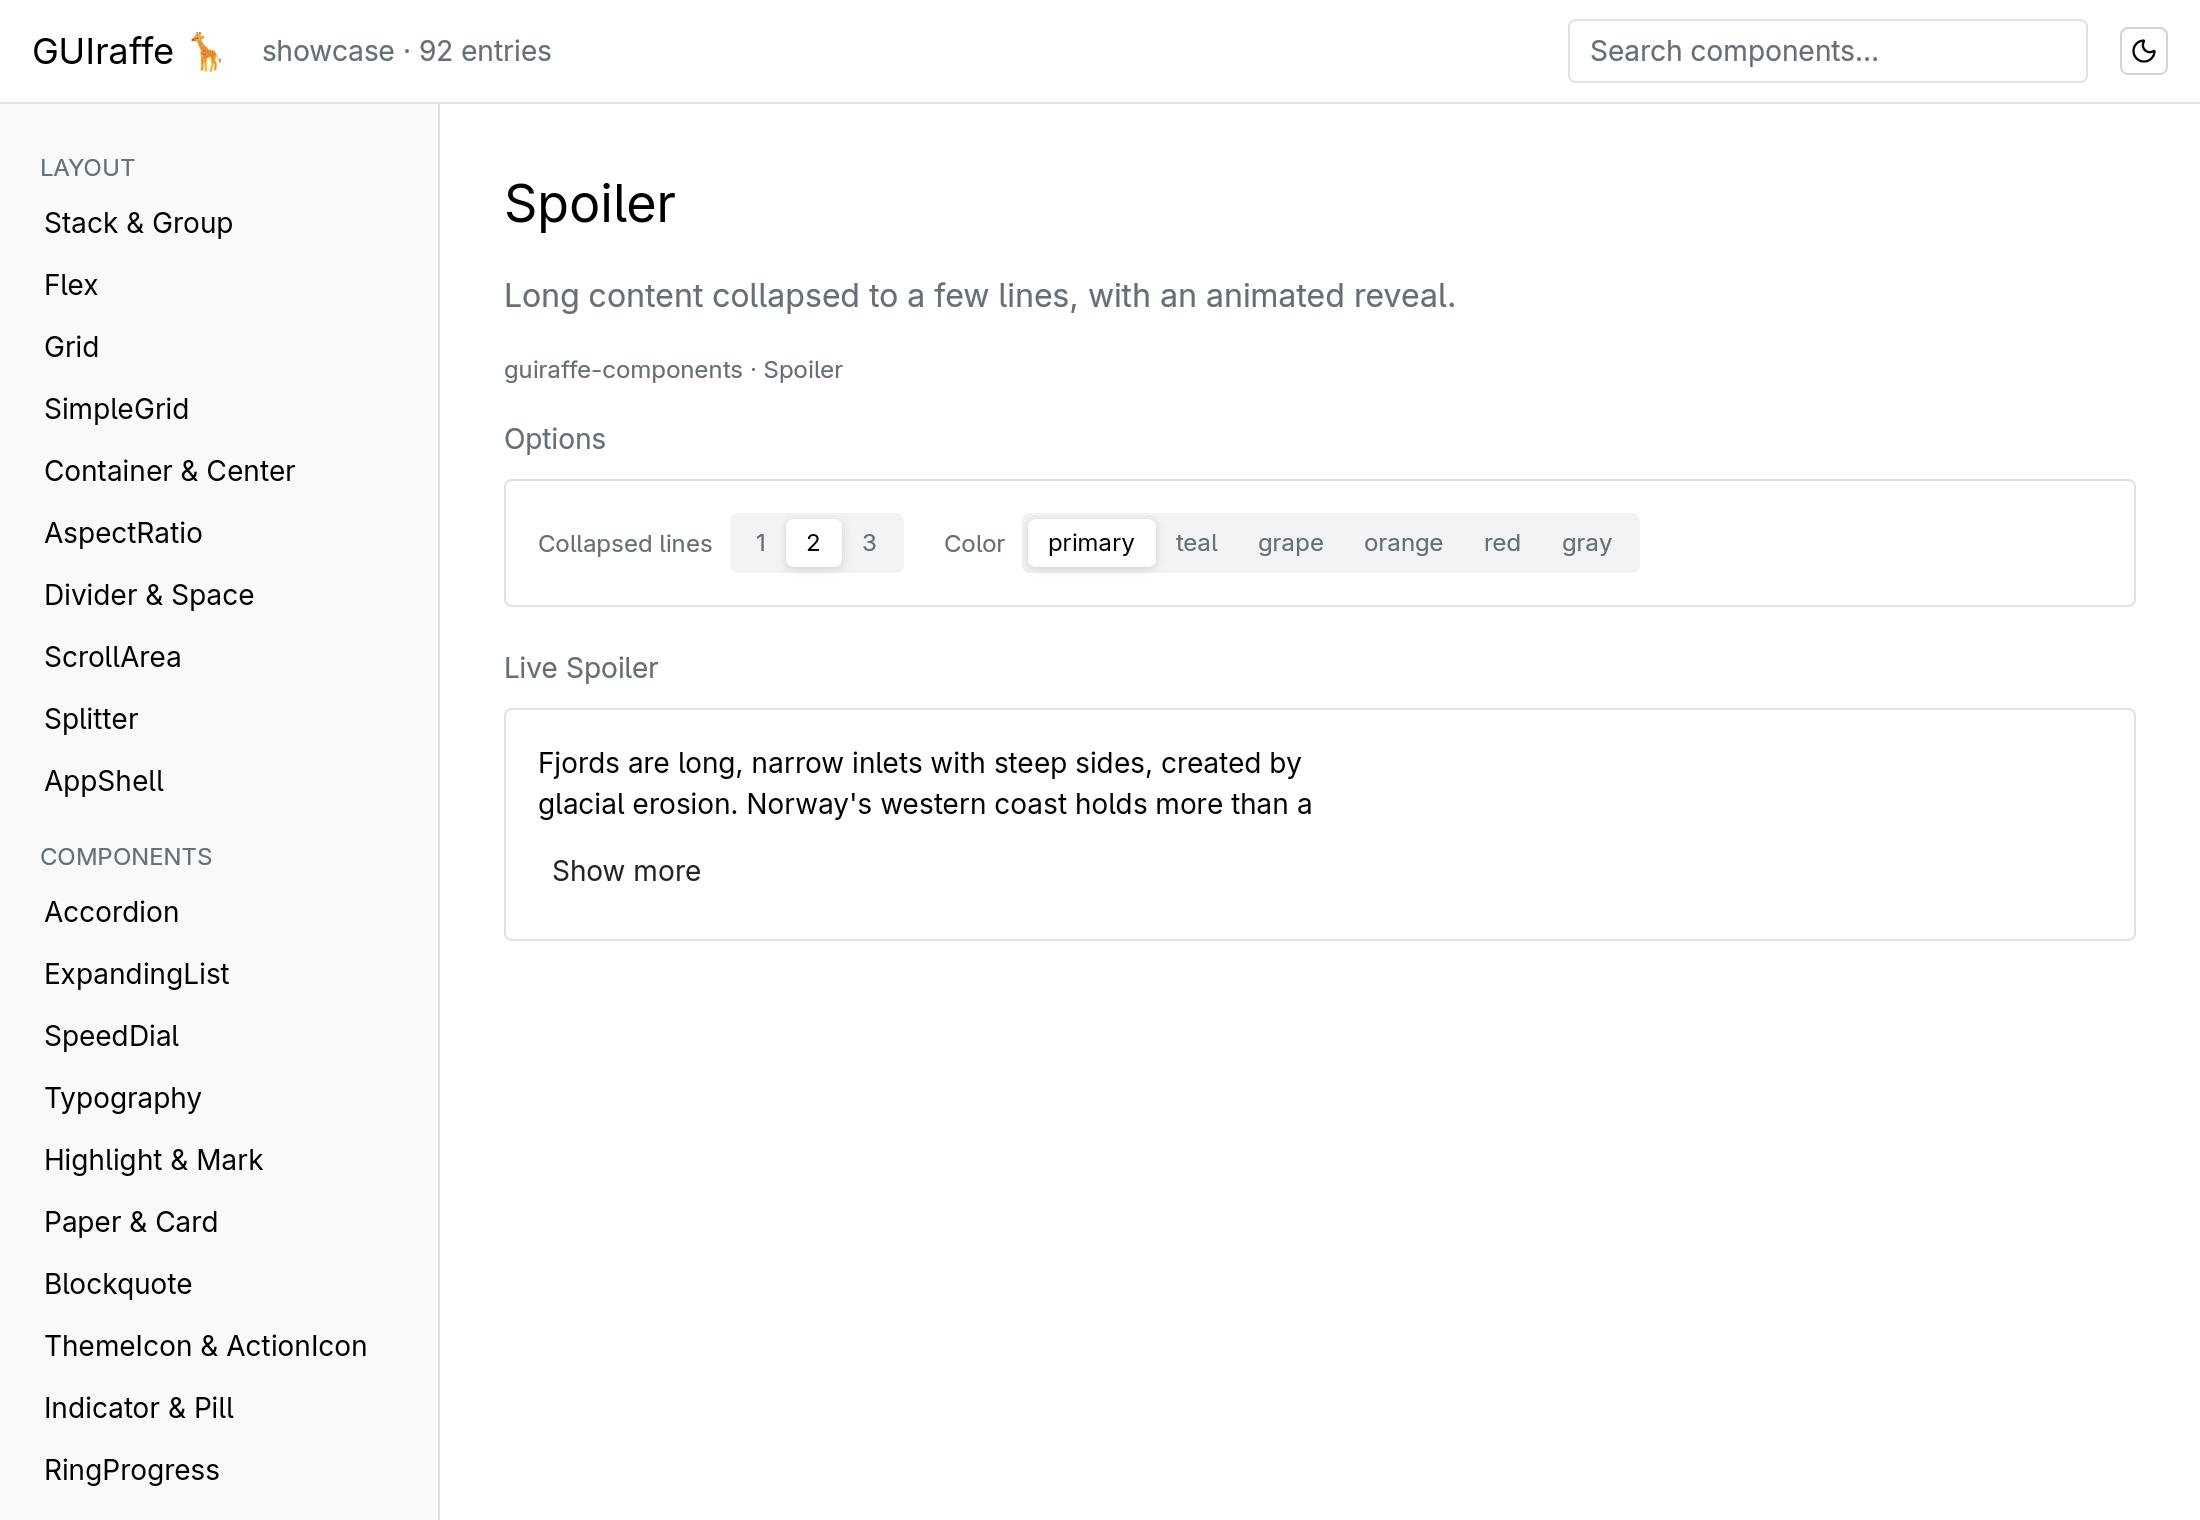 GUIraffe 🦒 showcase · 92 entries Search components...
LAYOUT
Stack & Group
Flex
Grid
SimpleGrid
Container & Center
AspectRatio
Divider & Space
ScrollArea
Splitter
AppShell
COMPONENTS
Accordion
ExpandingList
SpeedDial
Typography
Highlight & Mark
Paper & Card
Blockquote
ThemeIcon & ActionIcon
Indicator & Pill
RingProgress
Spoiler
Long content collapsed to a few lines, with an animated reveal.
guiraffe-components · Spoiler
Options
Collapsed lines 1 2 3 Color primary teal grape orange red gray
Live Spoiler
Fjords are long, narrow inlets with steep sides, created by
glacial erosion. Norway's western coast holds more than a
Show more